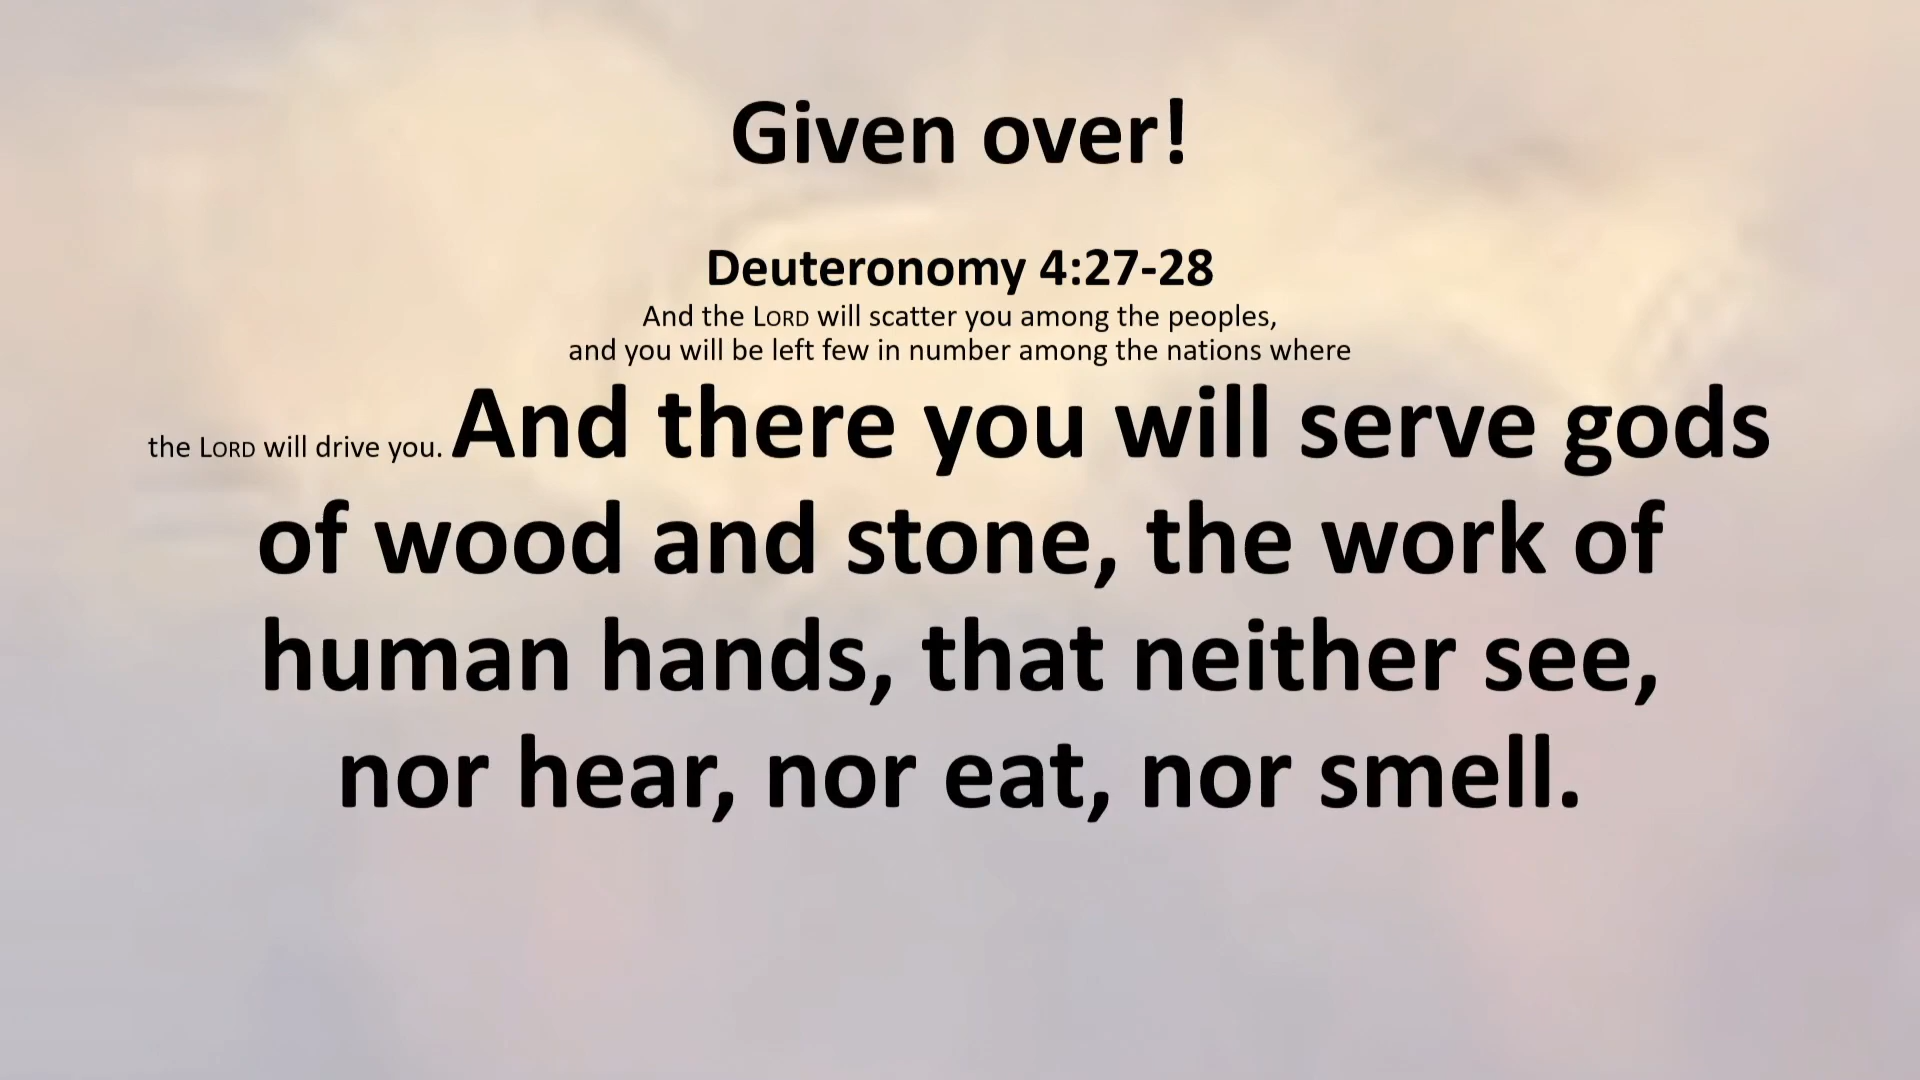 Given over!
Deuteronomy 4:27-28
And the LORD will scatter you among the peoples,
and you will be left few in number among the nations where
the LORD will drive you. And there you will serve gods
of wood and stone, the work of
human hands, that neither see,
nor hear, nor eat, nor smell.